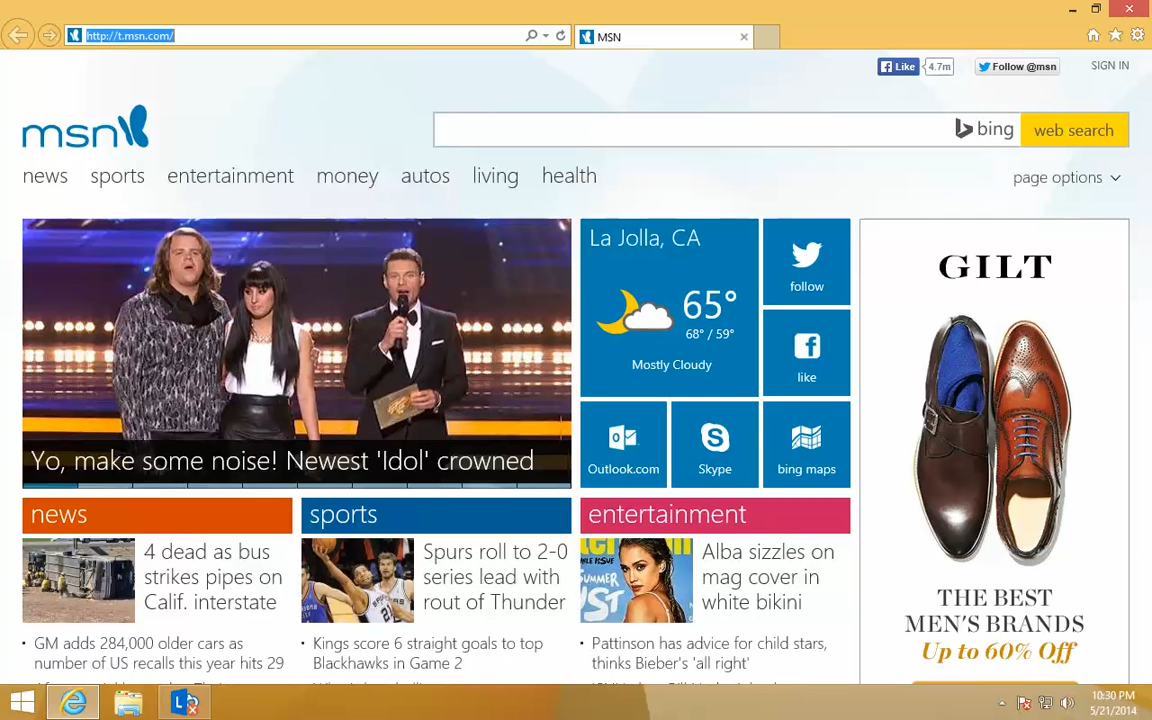 http://t.msn.com/
MSN
Like
4.7m
Follow @msn
SIGN IN
msn
bing
web search
news
sports
entertainment
money
autos
living
health
page options
Yo, make some noise! Newest 'Idol' crowned
La Jolla, CA
65°
68° / 59°
Mostly Cloudy
follow
like
Outlook.com
Skype
bing maps
GILT
THE BEST
MEN'S BRANDS
Up to 60% Off
news
4 dead as bus
strikes pipes on
Calif. interstate
GM adds 284,000 older cars as
number of US recalls this year hits 29
sports
Spurs roll to 2-0
series lead with
rout of Thunder
Kings score 6 straight goals to top
Blackhawks in Game 2
entertainment
Alba sizzles on
mag cover in
white bikini
Pattinson has advice for child stars,
thinks Bieber's 'all right'
10:30 PM
5/21/2014